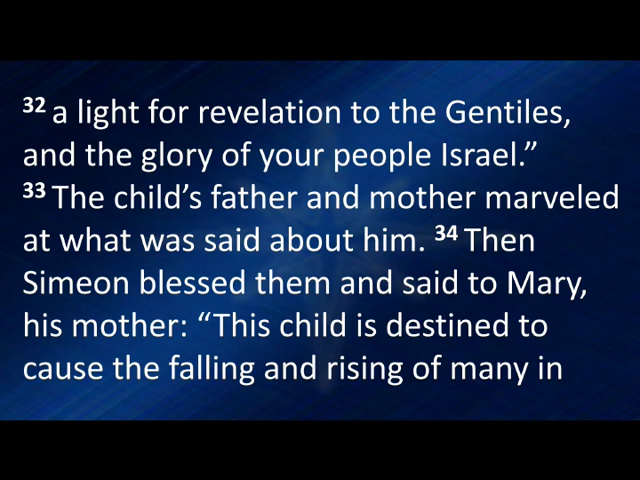 32 a light for revelation to the Gentiles,
and the glory of your people Israel.”
33 The child’s father and mother marveled
at what was said about him. 34 Then
Simeon blessed them and said to Mary,
his mother: “This child is destined to
cause the falling and rising of many in